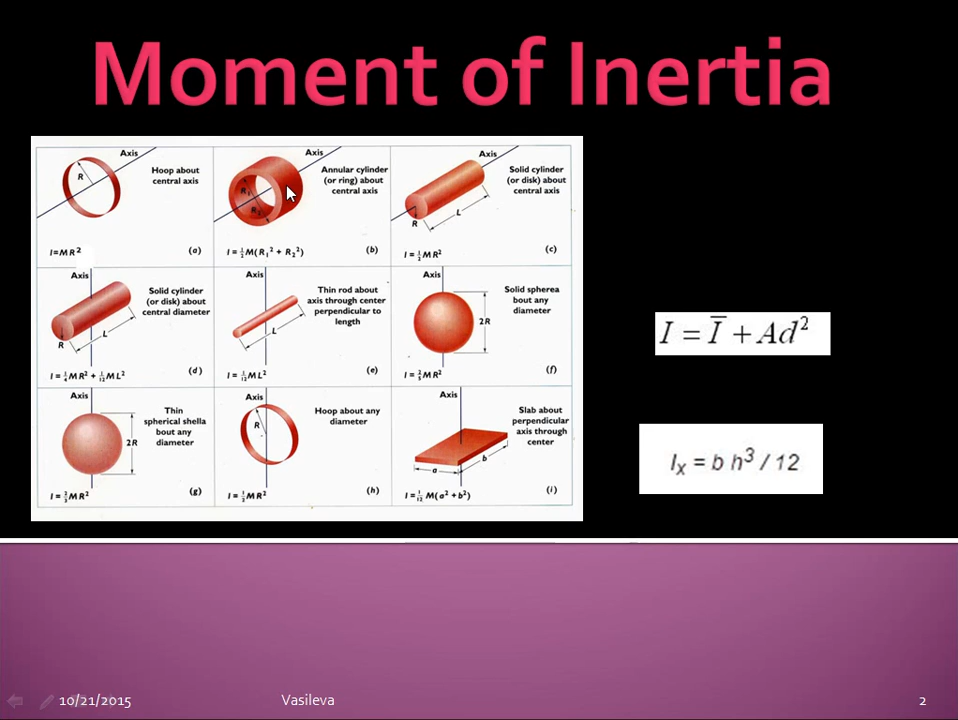 Moment of Inertia
Axis
R
Hoop about
central axis
I=MR²
(a)
Axis
R₁
R₂
Annular cylinder
(or ring) about
central axis
I = ½M(R₁² + R₂²)
(b)
Axis
R
L
Solid cylinder
(or disk) about
central axis
I = ½MR²
(c)
Axis
R
L
Solid cylinder
(or disk) about
central diameter
I = ¼MR² + 1/12ML²
(d)
Axis
L
Thin rod about
axis through center
perpendicular to
length
I = 1/12ML²
(e)
Axis
2R
Solid spherea
bout any
diameter
I = ⅖MR²
(f)
Axis
2R
Thin
spherical shella
bout any
diameter
I = ⅔MR²
(g)
Axis
R
Hoop about any
diameter
I = ½MR²
(h)
Axis
a
b
Slab about
perpendicular
axis through
center
I = 1/12 M(a² +b²)
(i)
I = Ī + Ad²
Iₓ = b h³ / 12
10/21/2015
Vasileva
2